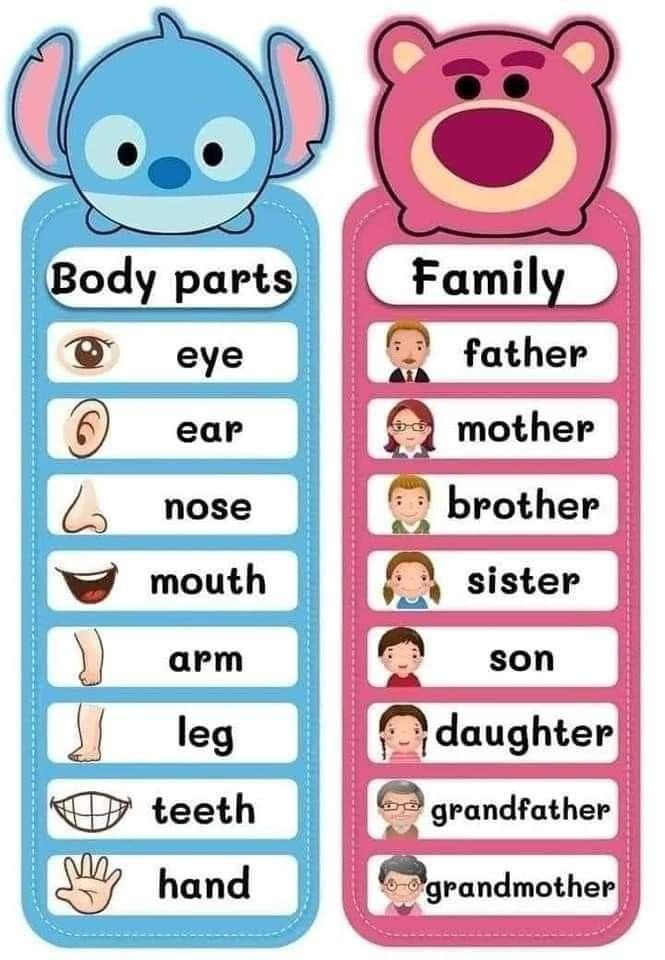 Body parts
eye
ear
nose
mouth
arm
leg
teeth
hand
Family
father
mother
brother
sister
son
daughter
grandfather
grandmother